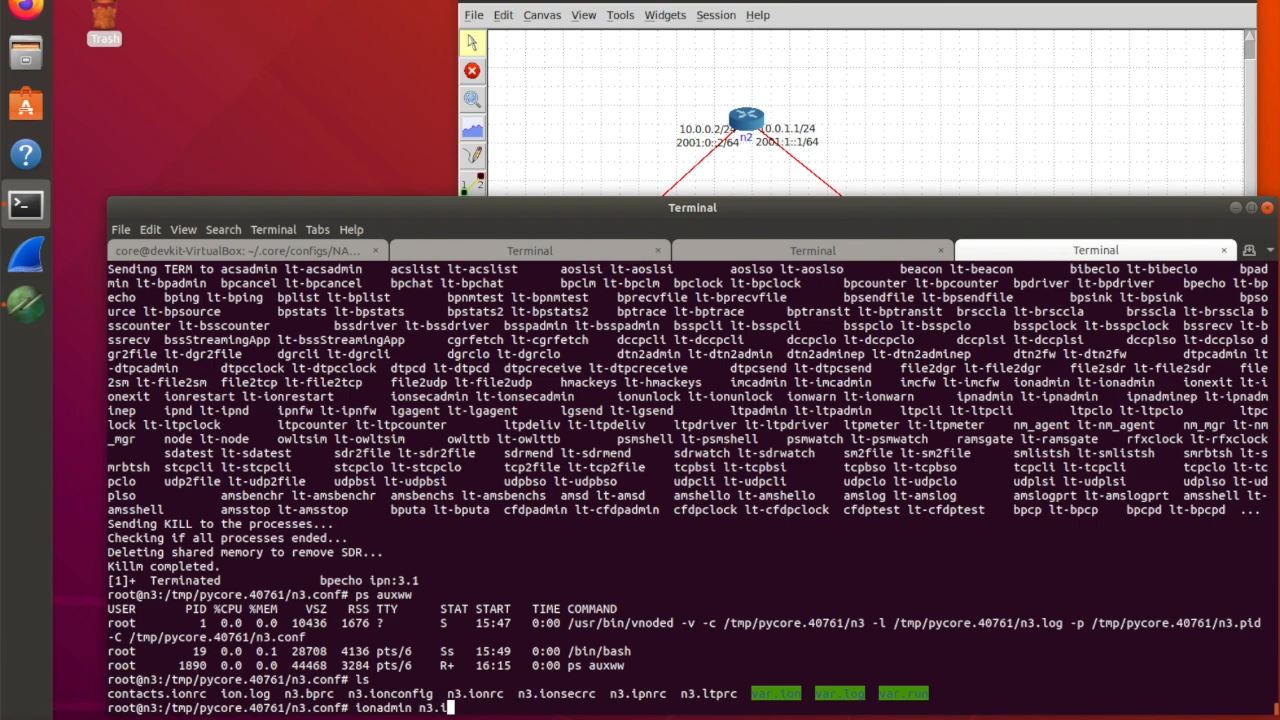 File Edit Canvas View Tools Widgets Session Help
Trash
10.0.0.2/24 10.0.1.1/24
2001:0::2/64 n2 2001:1::1/64
1 2
Terminal
File Edit View Search Terminal Tabs Help
core@devkit-VirtualBox: ~/.core/configs/NA... × Terminal × Terminal × Terminal ×
Sending TERM to acsadmin lt-acsadmin acslist lt-acslist aoslsi lt-aoslsi aoslso lt-aoslso beacon lt-beacon bibeclo lt-bibeclo bpad
min lt-bpadmin bpcancel lt-bpcancel bpchat lt-bpchat bpclm lt-bpclm bpclock lt-bpclock bpcounter lt-bpcounter bpdriver lt-bpdriver bpecho lt-bp
echo bping lt-bping bplist lt-bplist bpnmtest lt-bpnmtest bprecvfile lt-bprecvfile bpsendfile lt-bpsendfile bpsink lt-bpsink bpso
urce lt-bpsource bpstats lt-bpstats bpstats2 lt-bpstats2 bptrace lt-bptrace bptransit lt-bptransit brsccla lt-brsccla brsscla lt-brsscla b
sscounter lt-bsscounter bssdriver lt-bssdriver bsspadmin lt-bsspadmin bsspcli lt-bsspcli bsspclo lt-bsspclo bsspclock lt-bsspclock bssrecv lt-b
ssrecv bssStreamingApp lt-bssStreamingApp cgrfetch lt-cgrfetch dccpcli lt-dccpcli dccpclo lt-dccpclo dccplsi lt-dccplsi dccplso lt-dccplso d
gr2file lt-dgr2file dgrcli lt-dgrcli dgrclo lt-dgrclo dtn2admin lt-dtn2admin dtn2adminep lt-dtn2adminep dtn2fw lt-dtn2fw dtpcadmin lt
-dtpcadmin dtpcclock lt-dtpcclock dtpcd lt-dtpcd dtpcreceive lt-dtpcreceive dtpcsend lt-dtpcsend file2dgr lt-file2dgr file2sdr lt-file2sdr file
2sm lt-file2sm file2tcp lt-file2tcp file2udp lt-file2udp hmackeys lt-hmackeys imcadmin lt-imcadmin imcfw lt-imcfw ionadmin lt-ionadmin ionexit lt-i
onexit ionrestart lt-ionrestart ionsecadmin lt-ionsecadmin ionunlock lt-ionunlock ionwarn lt-ionwarn ipnadmin lt-ipnadmin ipnadminep lt-ipnadm
inep ipnd lt-ipnd ipnfw lt-ipnfw lgagent lt-lgagent lgsend lt-lgsend ltpadmin lt-ltpadmin ltpcli lt-ltpcli ltpclo lt-ltpclo ltpc
lock lt-ltpclock ltpcounter lt-ltpcounter ltpdeliv lt-ltpdeliv ltpdriver lt-ltpdriver ltpmeter lt-ltpmeter nm_agent lt-nm_agent nm_mgr lt-nm
_mgr node lt-node owltsim lt-owltsim owlttb lt-owlttb psmshell lt-psmshell psmwatch lt-psmwatch ramsgate lt-ramsgate rfxclock lt-rfxclock
sdatest lt-sdatest sdr2file lt-sdr2file sdrmend lt-sdrmend sdrwatch lt-sdrwatch sm2file lt-sm2file smlistsh lt-smlistsh smrbtsh lt-s
mrbtsh stcpcli lt-stcpcli stcpclo lt-stcpclo tcp2file lt-tcp2file tcpbsi lt-tcpbsi tcpbso lt-tcpbso tcpcli lt-tcpcli tcpclo lt-tc
pclo udp2file lt-udp2file udpbsi lt-udpbsi udpbso lt-udpbso udpcli lt-udpcli udpclo lt-udpclo udplsi lt-udplsi udplso lt-ud
plso amsbenchr lt-amsbenchr amsbenchs lt-amsbenchs amsd lt-amsd amshello lt-amshello amslog lt-amslog amslogprt lt-amslogprt amsshell lt-
amsshell amsstop lt-amsstop bputa lt-bputa cfdpadmin lt-cfdpadmin cfdpclock lt-cfdpclock cfdptest lt-cfdptest bpcp lt-bpcp bpcpd lt-bpcpd ...
Sending KILL to the processes...
Checking if all processes ended...
Deleting shared memory to remove SDR...
Killm completed.
[1]+ Terminated bpecho ipn:3.1
root@n3:/tmp/pycore.40761/n3.conf# ps auxww
USER PID %CPU %MEM VSZ RSS TTY STAT START TIME COMMAND
root 1 0.0 0.0 10436 1676 ? S 15:47 0:00 /usr/bin/vnoded -v -c /tmp/pycore.40761/n3 -l /tmp/pycore.40761/n3.log -p /tmp/pycore.40761/n3.pid
-C /tmp/pycore.40761/n3.conf
root 19 0.0 0.1 28708 4136 pts/6 Ss 15:49 0:00 /bin/bash
root 1890 0.0 0.0 44468 3284 pts/6 R+ 16:15 0:00 ps auxww
root@n3:/tmp/pycore.40761/n3.conf# ls
contacts.ionrc ion.log n3.bprc n3.ionconfig n3.ionrc n3.ionsecrc n3.ipnrc n3.ltprc var.ion var.log var.run
root@n3:/tmp/pycore.40761/n3.conf# ionadmin n3.i